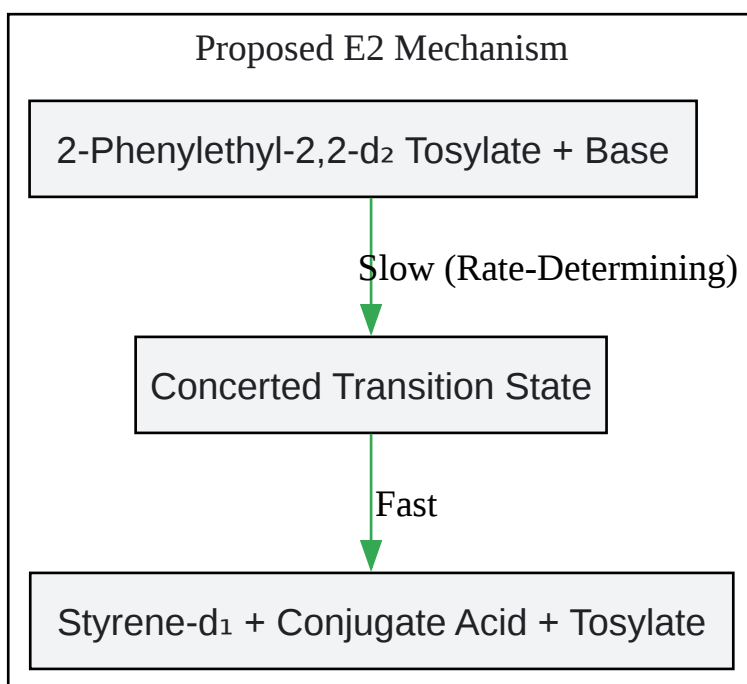 Proposed E2 Mechanism
2-Phenylethyl-2,2-d₂ Tosylate + Base
Slow (Rate-Determining)
Concerted Transition State
Fast
Styrene-d₁ + Conjugate Acid + Tosylate